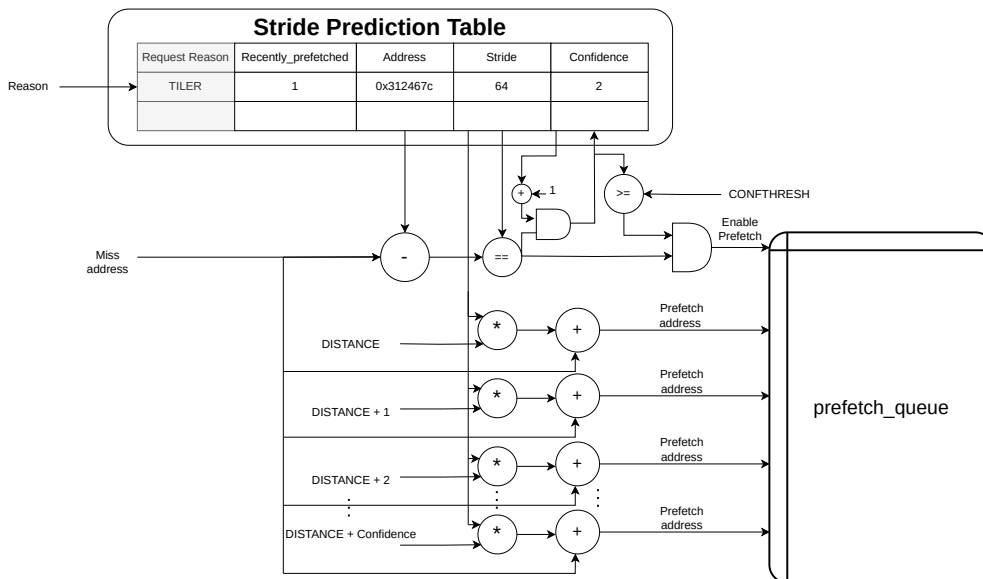 Stride Prediction Table
Request Reason Recently_prefetched Address Stride Confidence
Reason
TILER 1 0x312467c 64 2
+
1
>=
CONFTHRESH
Enable
Prefetch
Miss
address
-
==
Prefetch
address
DISTANCE
*
+
Prefetch
address
DISTANCE + 1
*
+
prefetch_queue
Prefetch
address
DISTANCE + 2
*
+
Prefetch
address
DISTANCE + Confidence
*
+